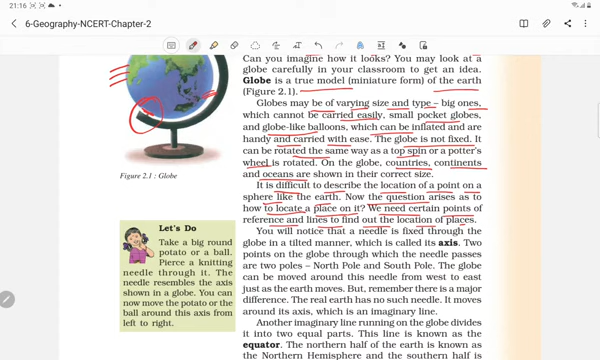 21:16
6-Geography-NCERT-Chapter-2
Can you imagine how it looks? You may look at a
globe carefully in your classroom to get an idea.
Globe is a true model (miniature form) of the earth
(Figure 2.1).
Globes may be of varying size and type – big ones,
which cannot be carried easily, small pocket globes,
and globe-like balloons, which can be inflated and are
handy and carried with ease. The globe is not fixed.
It can be rotated the same way as a top spin or a potter's
wheel is rotated. On the globe, countries, continents
and oceans are shown in their correct size.
It is difficult to describe the location of a point on a
sphere like the earth. Now the question arises as to
how to locate a place on it? We need certain points of
reference and lines to find out the location of places.
You will notice that a needle is fixed through the
globe in a tilted manner, which is called its axis. Two
points on the globe through which the needle passes
are two poles – North Pole and South Pole. The globe
can be moved around this needle from west to east
just as the earth moves. But, remember there is a major
difference. The real earth has no such needle. It moves
around its axis, which is an imaginary line.
Another imaginary line running on the globe divides
it into two equal parts. This line is known as the
equator. The northern half of the earth is known as
the Northern Hemisphere and the southern half is
Figure 2.1 : Globe
Let's Do
Take a big round
potato or a ball.
Pierce a knitting
needle through it. The
needle resembles the axis
shown in a globe. You can
now move the potato or the
ball around this axis from
left to right.